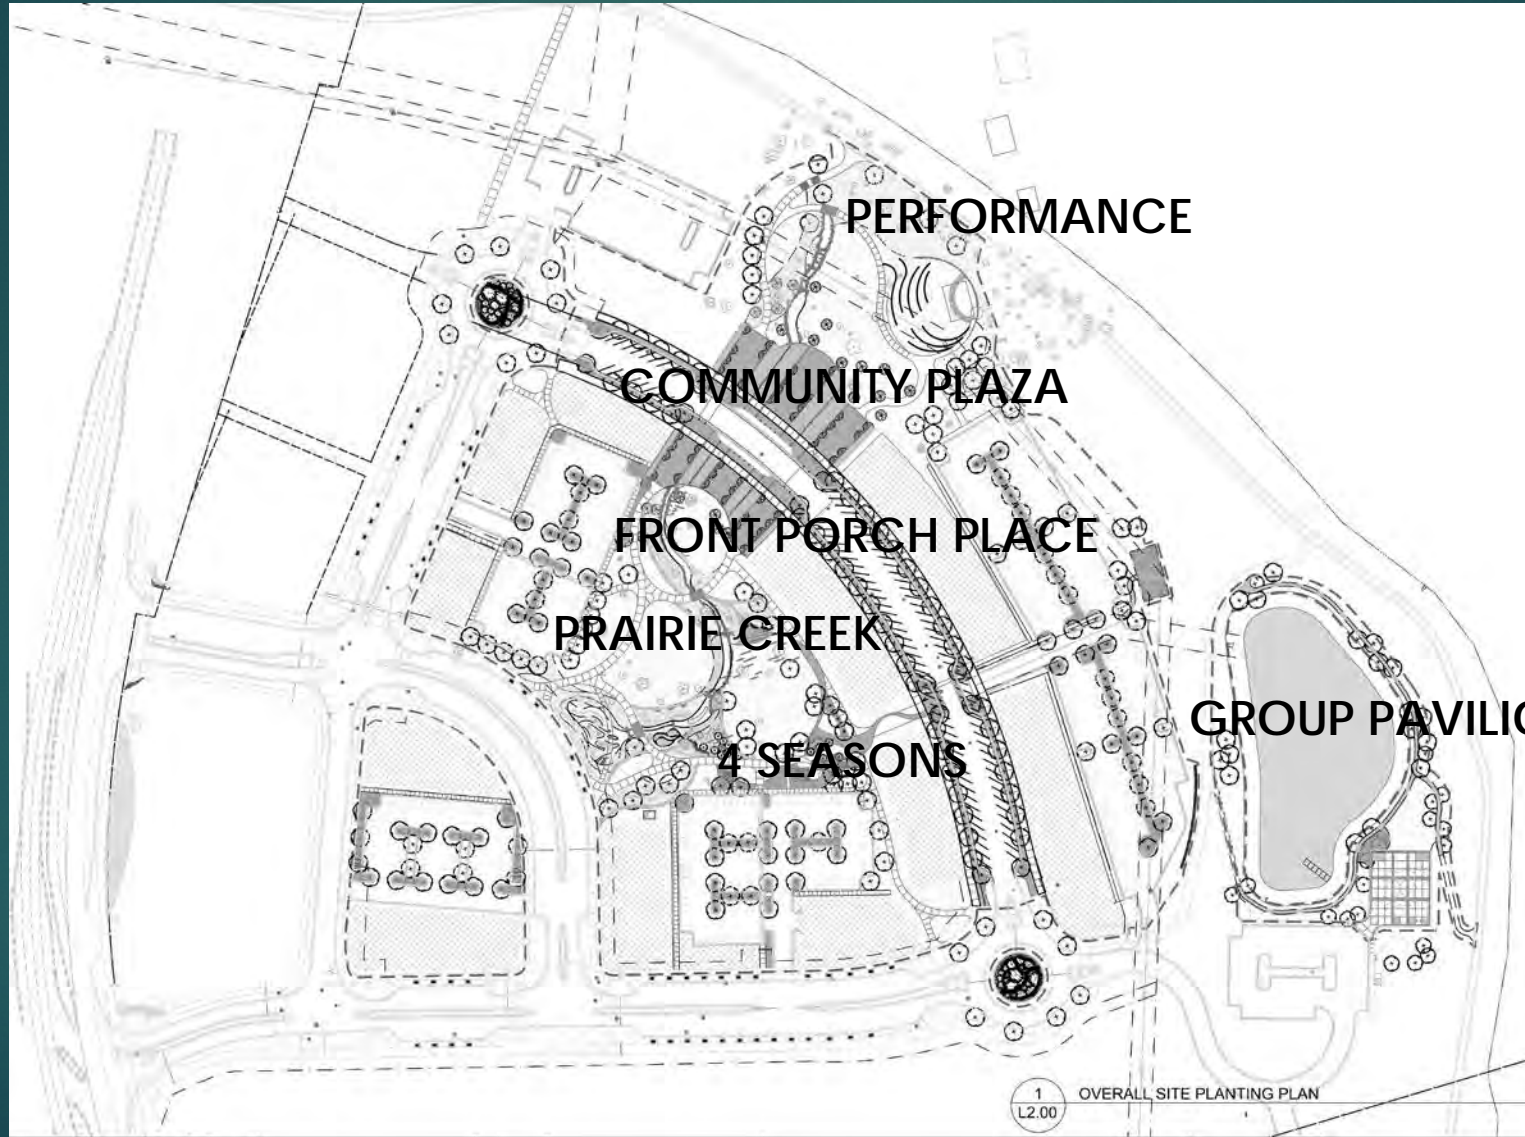 PERFORMANCE
COMMUNITY PLAZA
FRONT PORCH PLACE
PRAIRIE CREEK
GROUP PAVILIO
4 SEASONS
1 OVERALL SITE PLANTING PLAN
L2.00